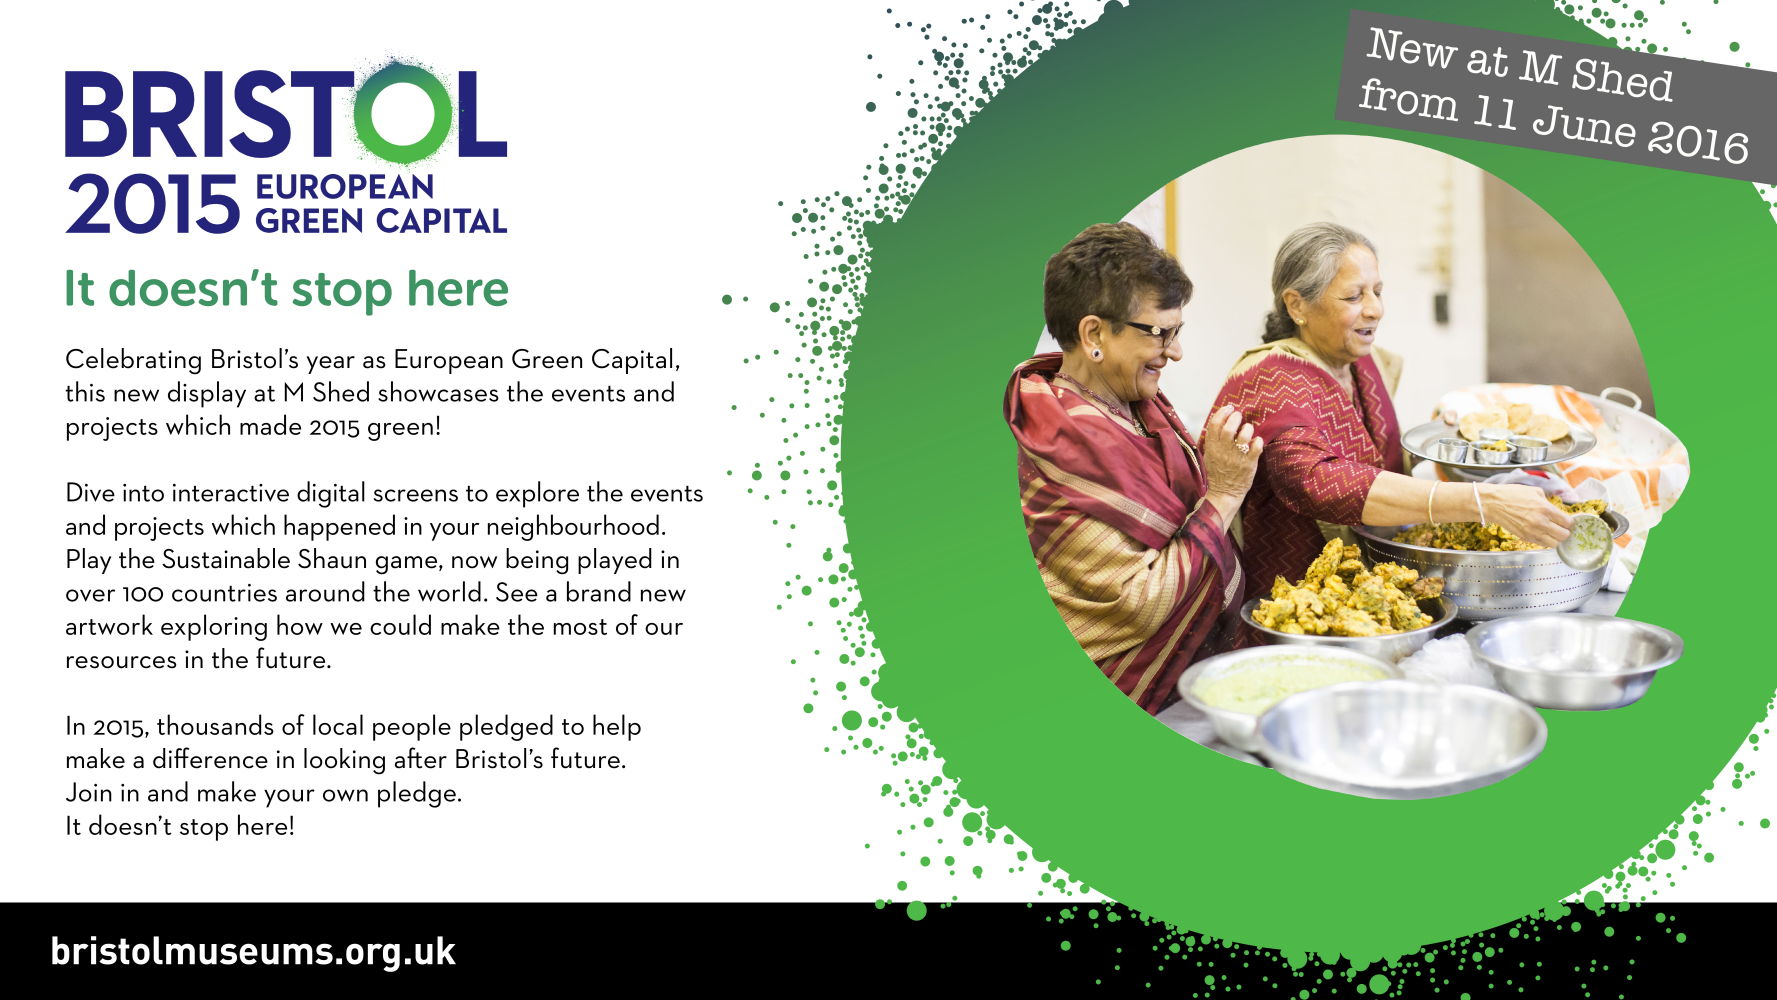 BRISTOL
2015 EUROPEAN
GREEN CAPITAL
It doesn't stop here
Celebrating Bristol's year as European Green Capital,
this new display at M Shed showcases the events and
projects which made 2015 green!
Dive into interactive digital screens to explore the events
and projects which happened in your neighbourhood.
Play the Sustainable Shaun game, now being played in
over 100 countries around the world. See a brand new
artwork exploring how we could make the most of our
resources in the future.
In 2015, thousands of local people pledged to help
make a difference in looking after Bristol's future.
Join in and make your own pledge.
It doesn't stop here!
New at M Shed
from 11 June 2016
bristolmuseums.org.uk